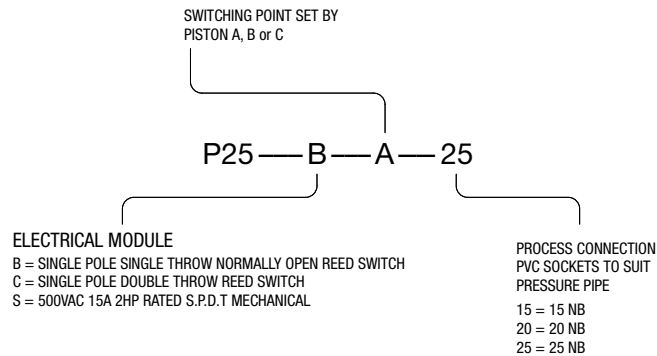 SWITCHING POINT SET BY
PISTON A, B or C
P25 — B — A — 25
ELECTRICAL MODULE
B = SINGLE POLE SINGLE THROW NORMALLY OPEN REED SWITCH
C = SINGLE POLE DOUBLE THROW REED SWITCH
S = 500VAC 15A 2HP RATED S.P.D.T MECHANICAL
PROCESS CONNECTION
PVC SOCKETS TO SUIT
PRESSURE PIPE
15 = 15 NB
20 = 20 NB
25 = 25 NB